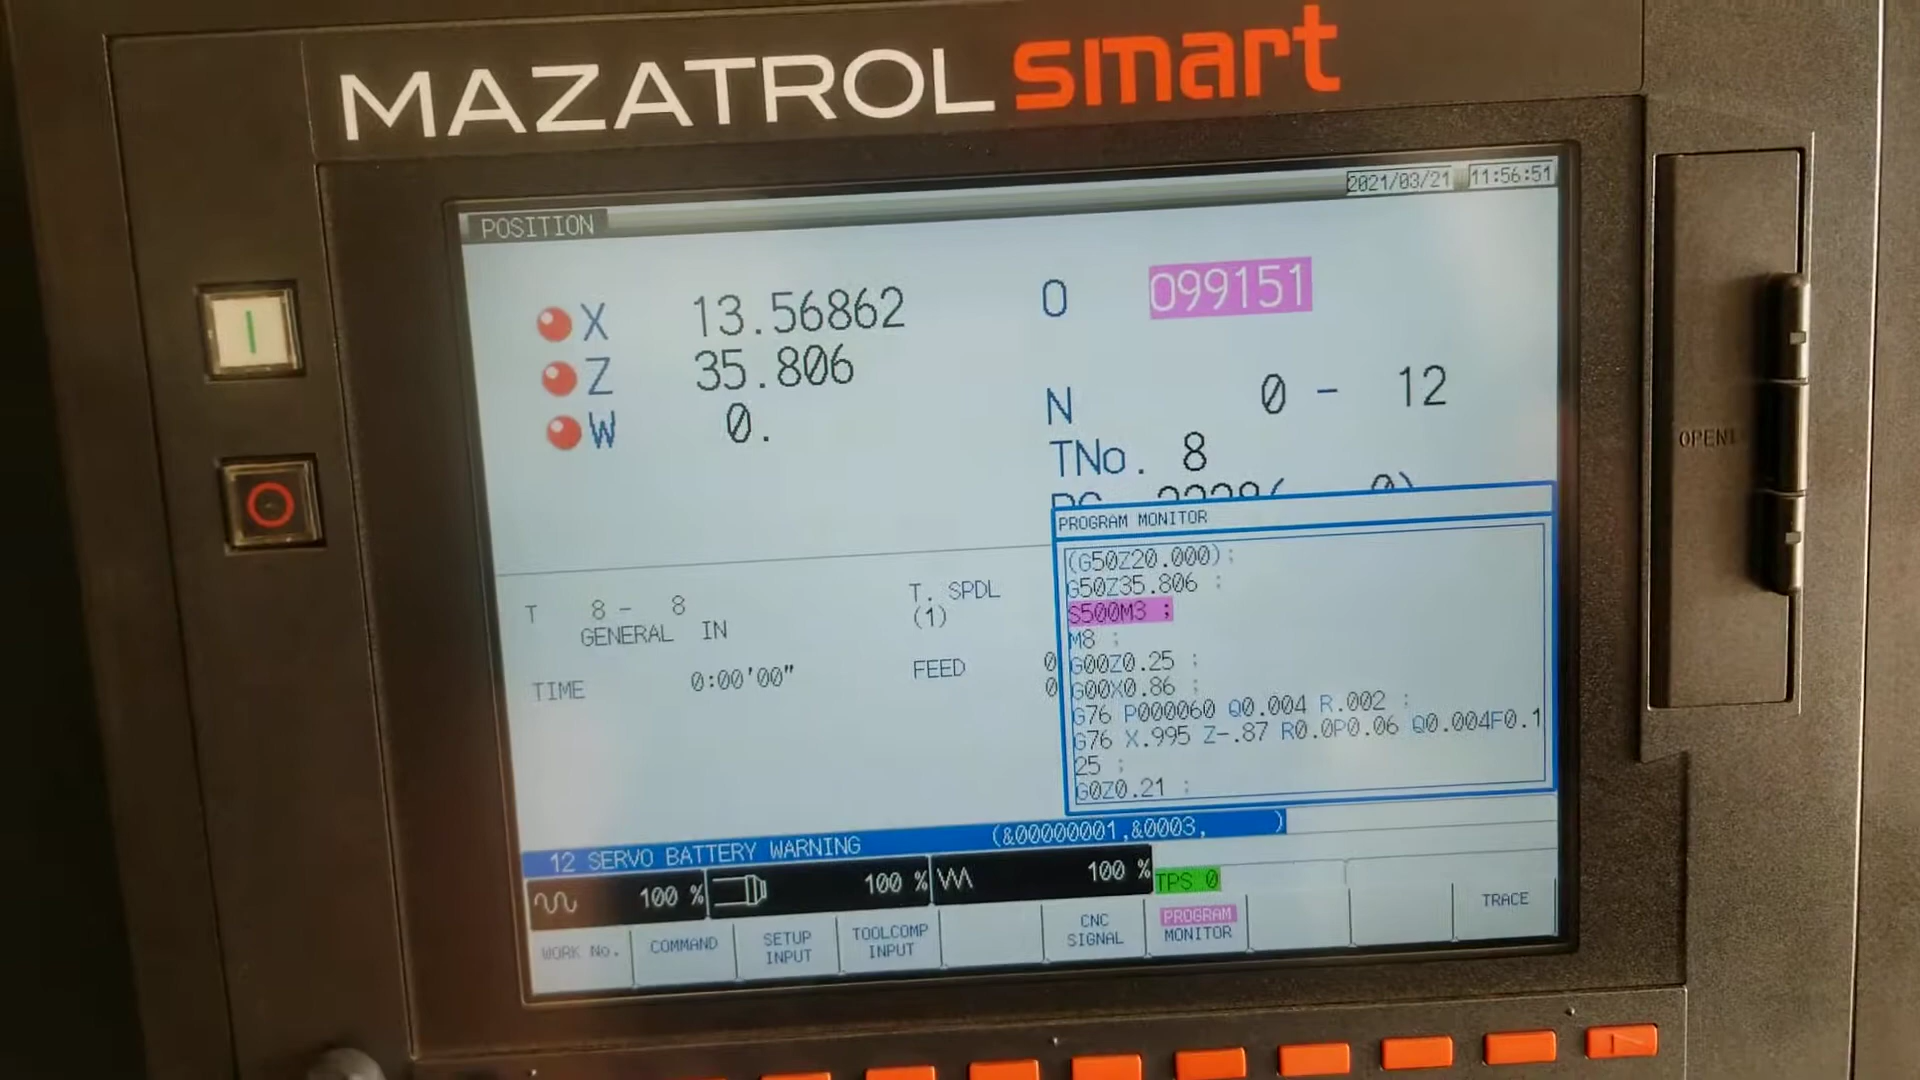 MAZATROL smart
2021/03/21 11:56:51
POSITION
X 13.56862
Z 35.806
W 0.
O O99151
N 0 - 12
TNo. 8
PROGRAM MONITOR
(G50Z20.000);
G50Z35.806 ;
S500M3 ;
M8 ;
G00Z0.25 ;
G00X0.86 ;
G76 P000060 Q0.004 R.002 ;
G76 X.995 Z-.87 R0.0P0.06 Q0.004F0.1
25 ;
G0Z0.21 ;
T 8 - 8
GENERAL IN
T. SPDL
(1)
TIME 0:00'00"
FEED 0
0
12 SERVO BATTERY WARNING (&00000001,&0003, )
100 % 100 % 100 % TPS 0
WORK No.
COMMAND
SETUP
INPUT
TOOLCOMP
INPUT
CNC
SIGNAL
PROGRAM
MONITOR
TRACE
OPEN